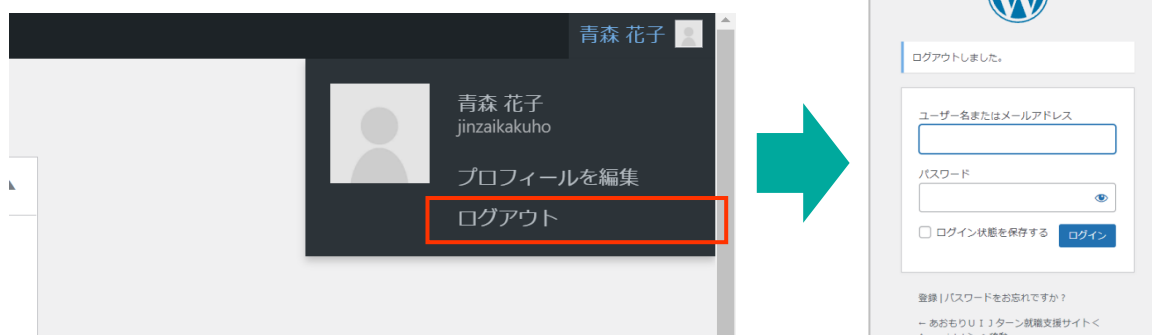 青森 花子
青森 花子
jinzaikakuho
プロフィールを編集
ログアウト
ログアウトしました。
ユーザー名またはメールアドレス
パスワード
ログイン状態を保存する
ログイン
登録 | パスワードをお忘れですか ?
← あおもりＵＩＪターン就職支援サイト＜